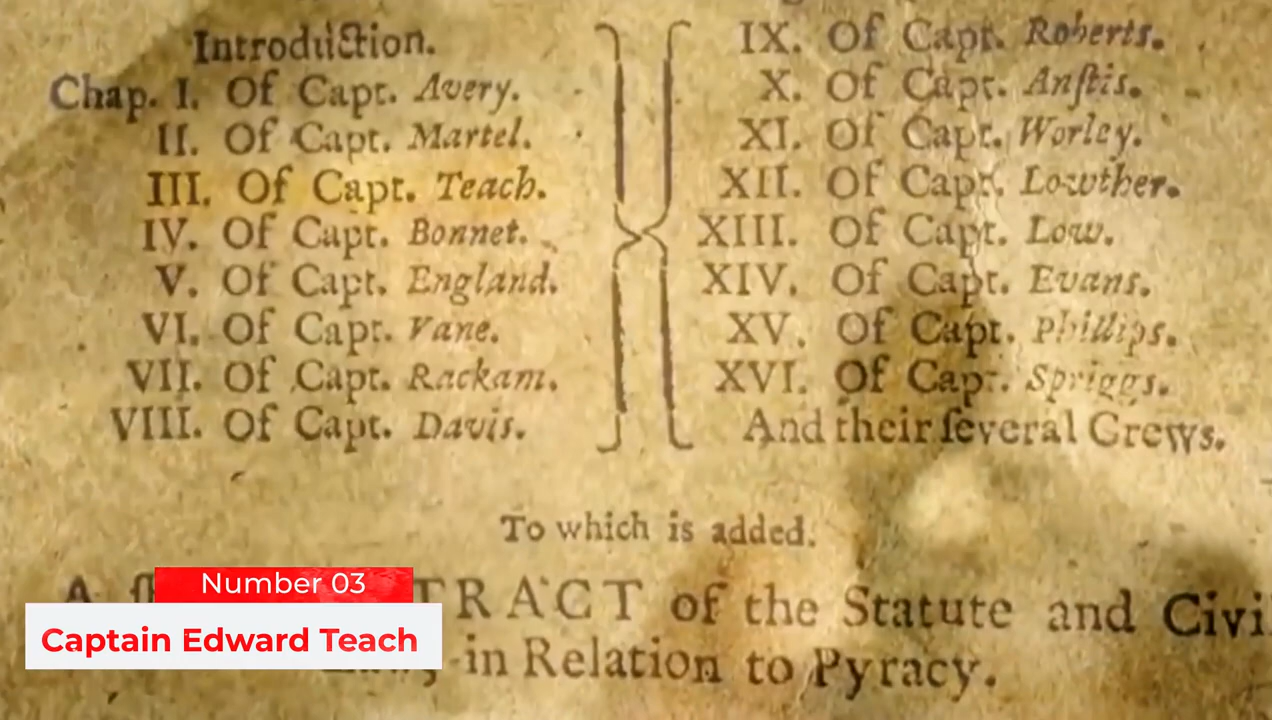 Introduction.
Chap. I. Of Capt. Avery.
II. Of Capt. Martel.
III. Of Capt. Teach.
IV. Of Capt. Bonnet.
V. Of Capt. England.
VI. Of Capt. Vane.
VII. Of Capt. Rackam.
VIII. Of Capt. Davis.
IX. Of Capt. Roberts.
X. Of Capt. Anſtis.
XI. Of Capt. Worley.
XII. Of Capt. Lowther.
XIII. Of Capt. Low.
XIV. Of Capt. Evans.
XV. Of Capt. Phillips.
XVI. Of Capt. Spriggs.
And their ſeveral Crews.
To which is added.
A of the Statute and Civil
in Relation to Pyracy.
Number 03
Captain Edward Teach